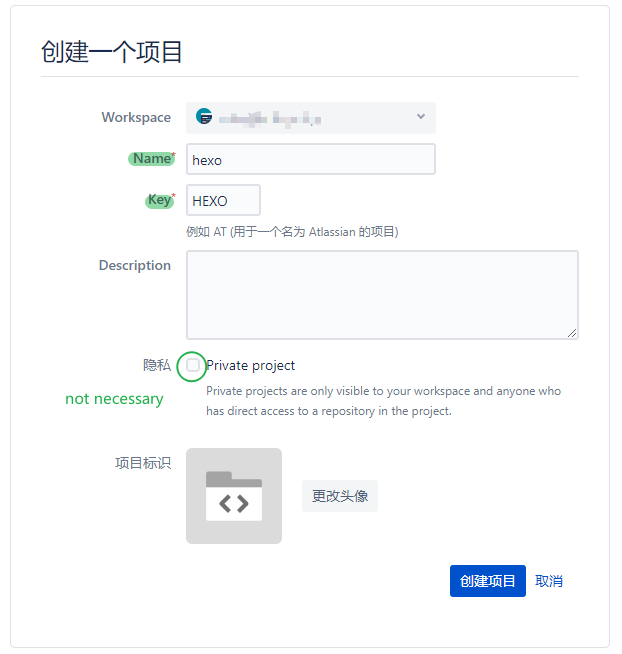 创建一个项目
Workspace
Name*
hexo
Key*
HEXO
例如 AT (用于一个名为 Atlassian 的项目)
Description
隐私
Private project
not necessary
Private projects are only visible to your workspace and anyone who
has direct access to a repository in the project.
项目标识
更改头像
创建项目 取消